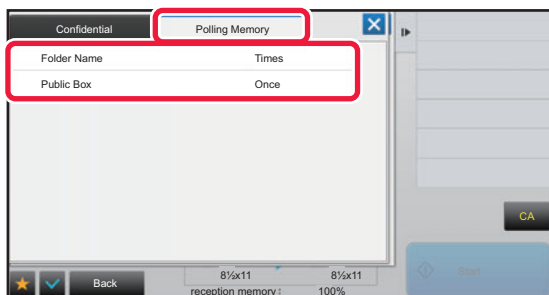 Confidential Polling Memory
Folder Name Times
Public Box Once
CA
8½x11 8½x11
Start
Back
reception memory: 100%